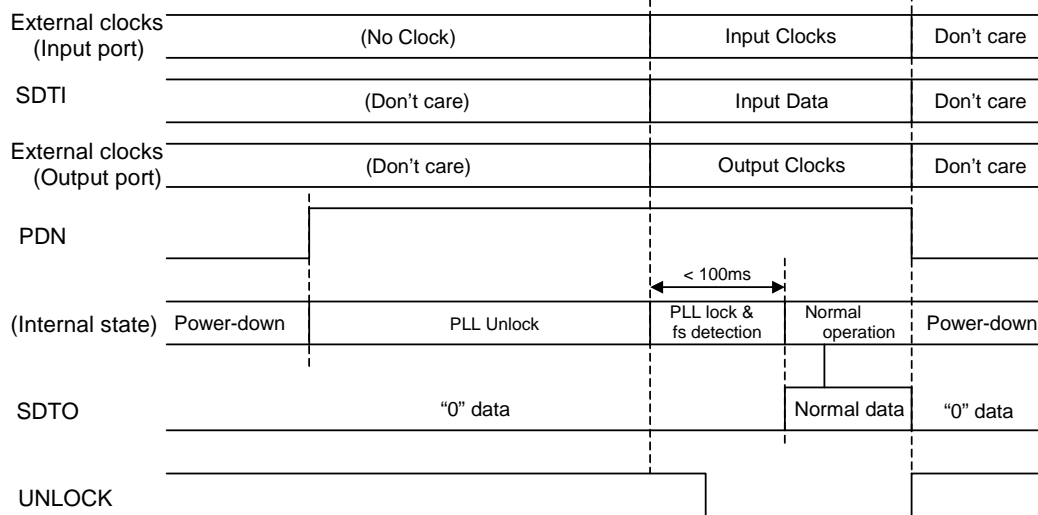 External clocks
(Input port)
(No Clock)
Input Clocks
Don't care
SDTI
(Don't care)
Input Data
Don't care
External clocks
(Output port)
(Don't care)
Output Clocks
Don't care
PDN
< 100ms
(Internal state)
Power-down
PLL Unlock
PLL lock &
fs detection
Normal
operation
Power-down
SDTO
“0” data
Normal data
“0” data
UNLOCK